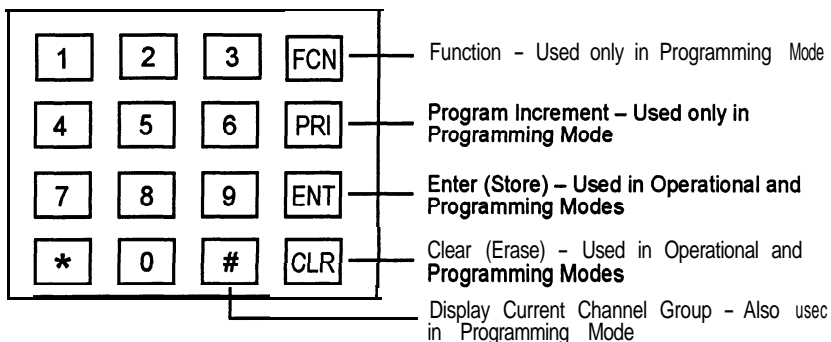 1 2 3 FCN
Function – Used only in Programming Mode
4 5 6 PRI
Program Increment – Used only in
Programming Mode
7 8 9 ENT
Enter (Store) – Used in Operational and
Programming Modes
* 0 # CLR
Clear (Erase) – Used in Operational and
Programming Modes
Display Current Channel Group – Also usec
in Programming Mode